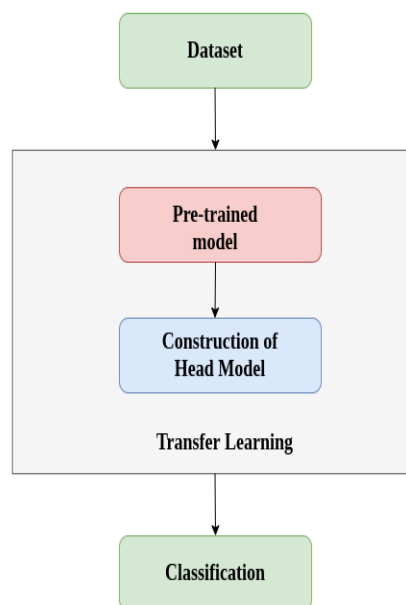 Dataset
Pre-trained
model
Construction of
Head Model
Transfer Learning
Classification